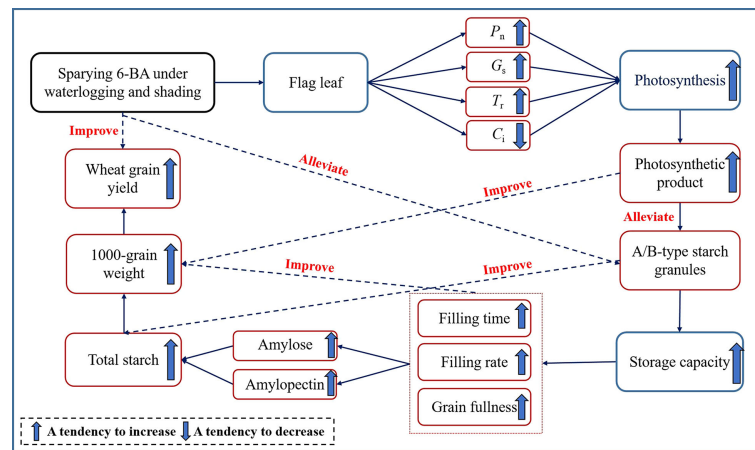 Sparying 6-BA under
waterlogging and shading
Flag leaf
Pn
Gs
Tr
Ci
Photosynthesis
Improve
Alleviate
Wheat grain
yield
Improve
Photosynthetic
product
Alleviate
1000-grain
weight
Improve
Improve
A/B-type starch
granules
Total starch
Amylose
Amylopectin
Filling time
Filling rate
Grain fullness
Storage capacity
A tendency to increase A tendency to decrease